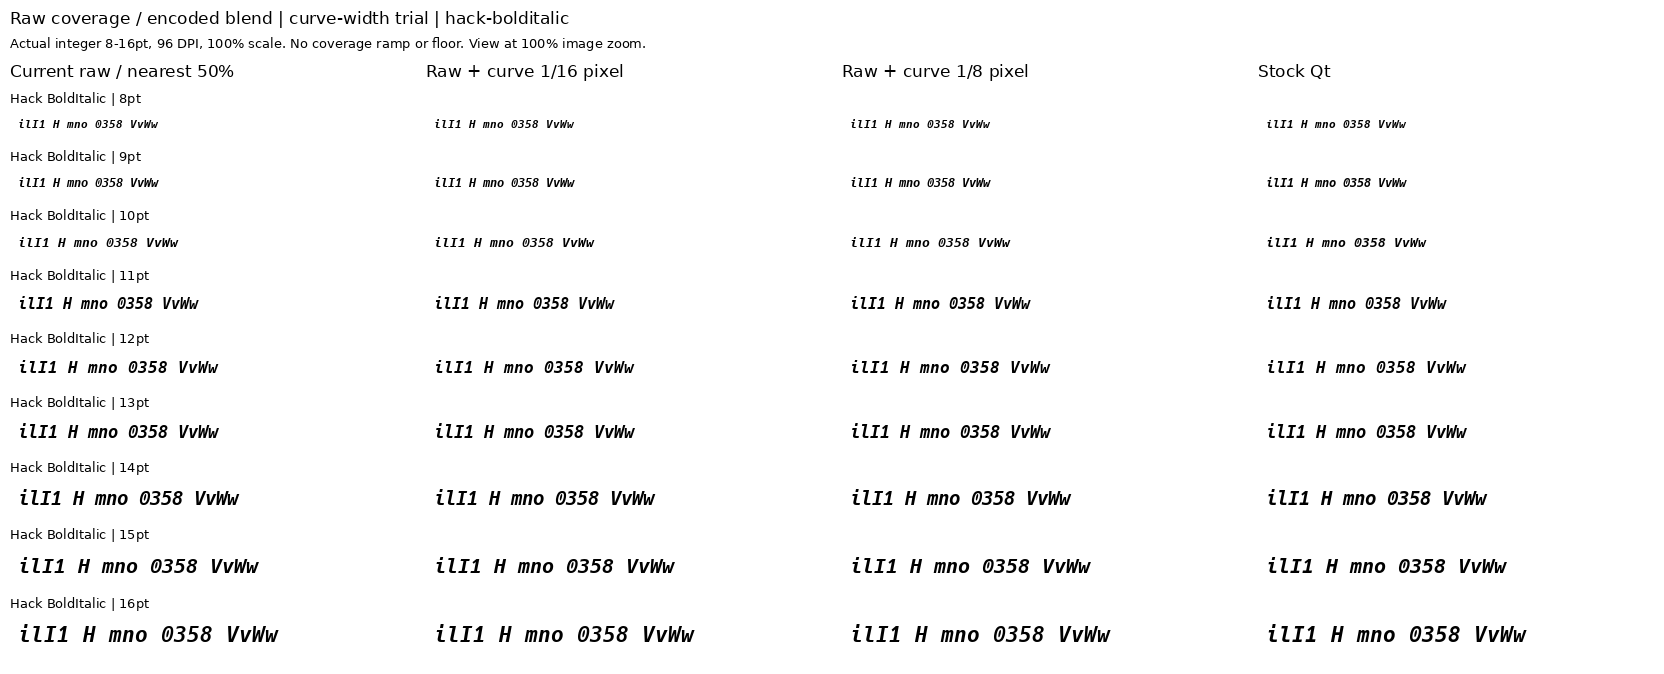 Raw coverage / encoded blend | curve-width trial | hack-bolditalic
Actual integer 8-16pt, 96 DPI, 100% scale. No coverage ramp or floor. View at 100% image zoom.
Current raw / nearest 50% Raw + curve 1/16 pixel Raw + curve 1/8 pixel Stock Qt
Hack BoldItalic | 8pt
ilI1 H mno 0358 VvWw ilI1 H mno 0358 VvWw ilI1 H mno 0358 VvWw ilI1 H mno 0358 VvWw
Hack BoldItalic | 9pt
ilI1 H mno 0358 VvWw ilI1 H mno 0358 VvWw ilI1 H mno 0358 VvWw ilI1 H mno 0358 VvWw
Hack BoldItalic | 10pt
ilI1 H mno 0358 VvWw ilI1 H mno 0358 VvWw ilI1 H mno 0358 VvWw ilI1 H mno 0358 VvWw
Hack BoldItalic | 11pt
ilI1 H mno 0358 VvWw ilI1 H mno 0358 VvWw ilI1 H mno 0358 VvWw ilI1 H mno 0358 VvWw
Hack BoldItalic | 12pt
ilI1 H mno 0358 VvWw ilI1 H mno 0358 VvWw ilI1 H mno 0358 VvWw ilI1 H mno 0358 VvWw
Hack BoldItalic | 13pt
ilI1 H mno 0358 VvWw ilI1 H mno 0358 VvWw ilI1 H mno 0358 VvWw ilI1 H mno 0358 VvWw
Hack BoldItalic | 14pt
ilI1 H mno 0358 VvWw ilI1 H mno 0358 VvWw ilI1 H mno 0358 VvWw ilI1 H mno 0358 VvWw
Hack BoldItalic | 15pt
ilI1 H mno 0358 VvWw ilI1 H mno 0358 VvWw ilI1 H mno 0358 VvWw ilI1 H mno 0358 VvWw
Hack BoldItalic | 16pt
ilI1 H mno 0358 VvWw ilI1 H mno 0358 VvWw ilI1 H mno 0358 VvWw ilI1 H mno 0358 VvWw